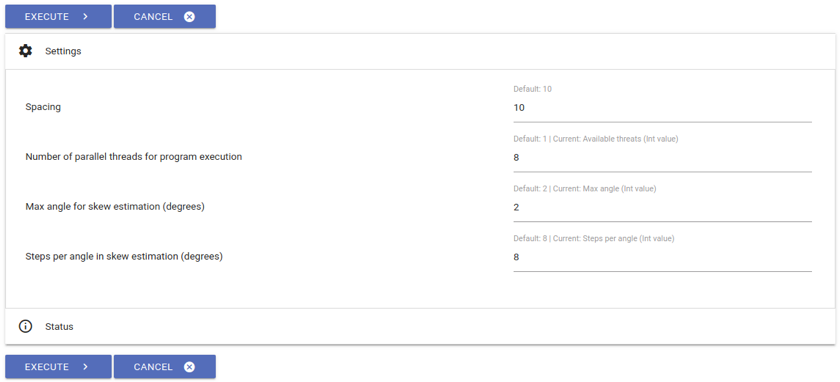 EXECUTE CANCEL
Settings
Default: 10
Spacing 10
Default: 1 | Current: Available threats (Int value)
Number of parallel threads for program execution 8
Default: 2 | Current: Max angle (Int value)
Max angle for skew estimation (degrees) 2
Default: 8 | Current: Steps per angle (Int value)
Steps per angle in skew estimation (degrees) 8
Status
EXECUTE CANCEL